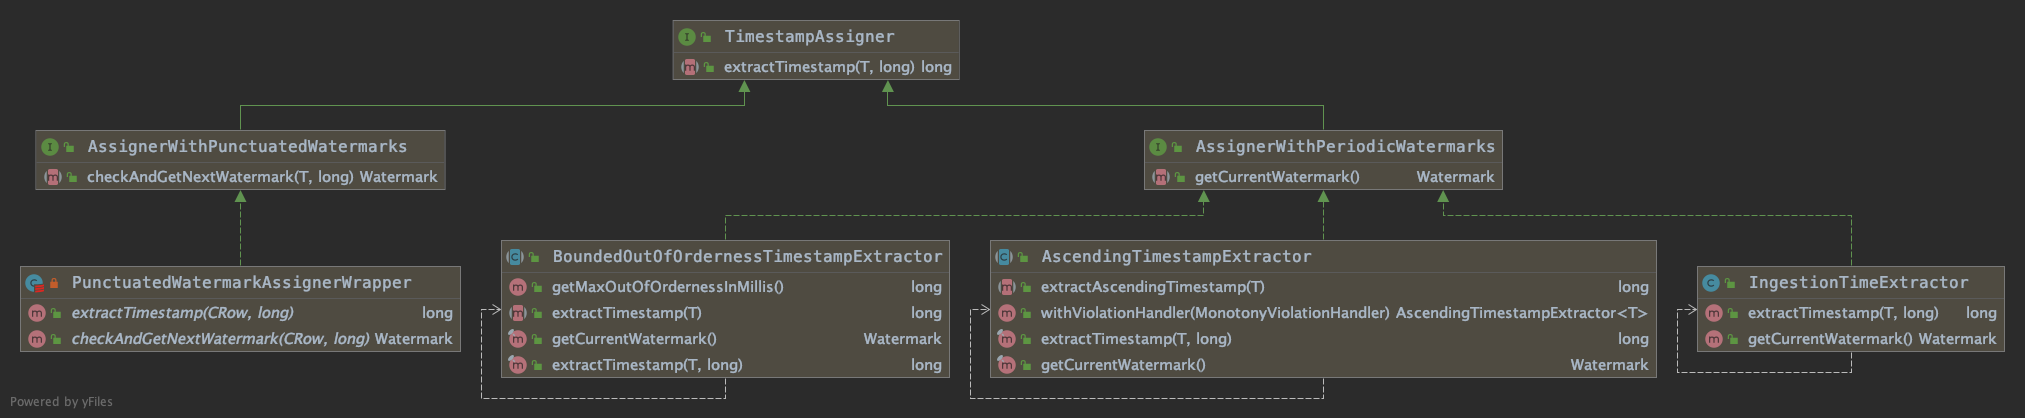 TimestampAssigner
extractTimestamp(T, long) long
AssignerWithPunctuatedWatermarks
checkAndGetNextWatermark(T, long) Watermark
AssignerWithPeriodicWatermarks
getCurrentWatermark() Watermark
PunctuatedWatermarkAssignerWrapper
extractTimestamp(CRow, long) long
checkAndGetNextWatermark(CRow, long) Watermark
BoundedOutOfOrdernessTimestampExtractor
getMaxOutOfOrdernessInMillis() long
extractTimestamp(T) long
getCurrentWatermark() Watermark
extractTimestamp(T, long) long
AscendingTimestampExtractor
extractAscendingTimestamp(T) long
withViolationHandler(MonotonyViolationHandler) AscendingTimestampExtractor<T>
extractTimestamp(T, long) long
getCurrentWatermark() Watermark
IngestionTimeExtractor
extractTimestamp(T, long) long
getCurrentWatermark() Watermark
Powered by yFiles